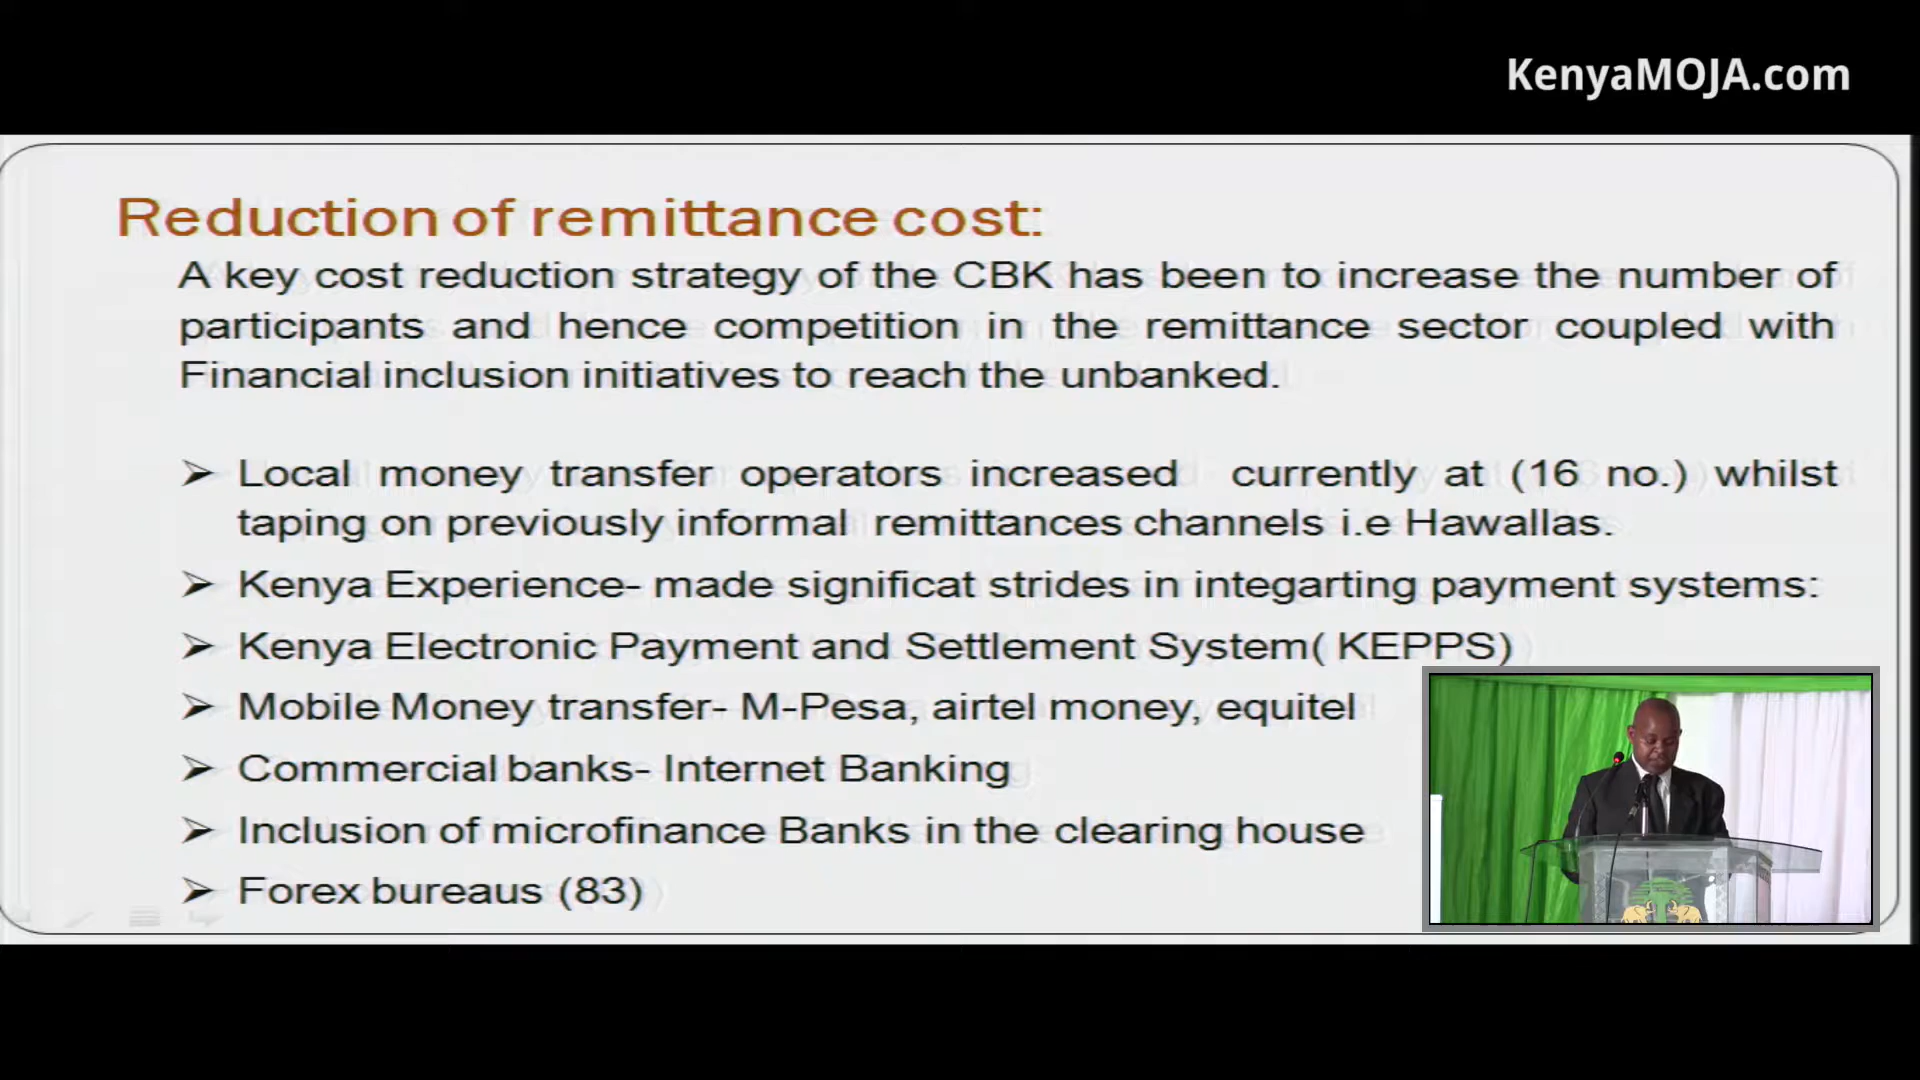 KenyaMOJA.com
Reduction of remittance cost:
A key cost reduction strategy of the CBK has been to increase the number of
participants and hence competition in the remittance sector coupled with
Financial inclusion initiatives to reach the unbanked.
➢ Local money transfer operators increased currently at (16 no.) whilst
taping on previously informal remittances channels i.e Hawallas.
➢ Kenya Experience- made significat strides in integarting payment systems:
➢ Kenya Electronic Payment and Settlement System( KEPPS)
➢ Mobile Money transfer- M-Pesa, airtel money, equitel
➢ Commercial banks- Internet Banking
➢ Inclusion of microfinance Banks in the clearing house
➢ Forex bureaus (83)